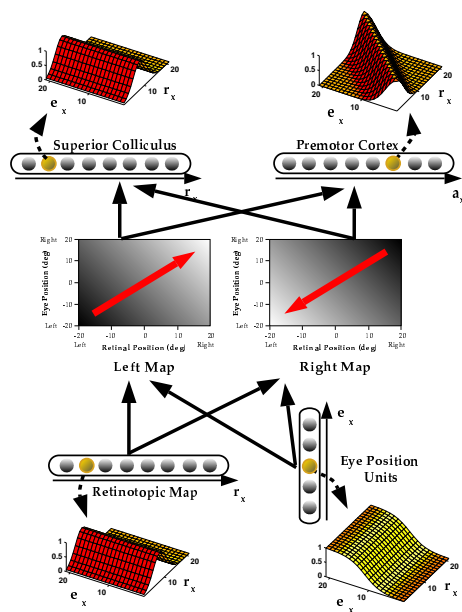 1
0.5
0
20
10
e x
10
20
r x
1
0.5
0
20
10
e x
10
20
r x
Superior Colliculus
Premotor Cortex
r x
a x
Right 20
10
0
-10
Left -20
Eye Position (deg)
-20 -10 0 10 20
Left Right
Retinal Position (deg)
Right 20
10
0
-10
Left -20
Eye Position (deg)
-20 -10 0 10 20
Left Right
Retinal Position (deg)
Left Map
Right Map
e x
Retinotopic Map
r x
Eye Position
Units
1
0.5
0
20
10
e x
10
20
r x
1
0.5
0
20
10
e x
10
20
r x